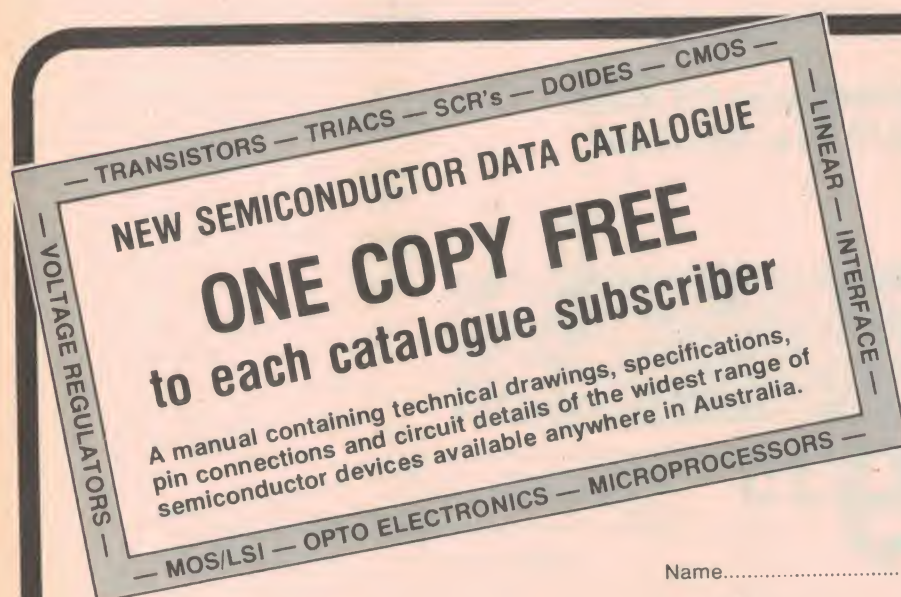 — TRANSISTORS — TRIACS — SCR's — DOIDES — CMOS —
— LINEAR — INTERFACE —
— VOLTAGE REGULATORS —
NEW SEMICONDUCTOR DATA CATALOGUE
ONE COPY FREE
to each catalogue subscriber
A manual containing technical drawings, specifications,
pin connections and circuit details of the widest range of
semiconductor devices available anywhere in Australia.
— MOS/LSI — OPTO ELECTRONICS — MICROPROCESSORS —
Name..............................